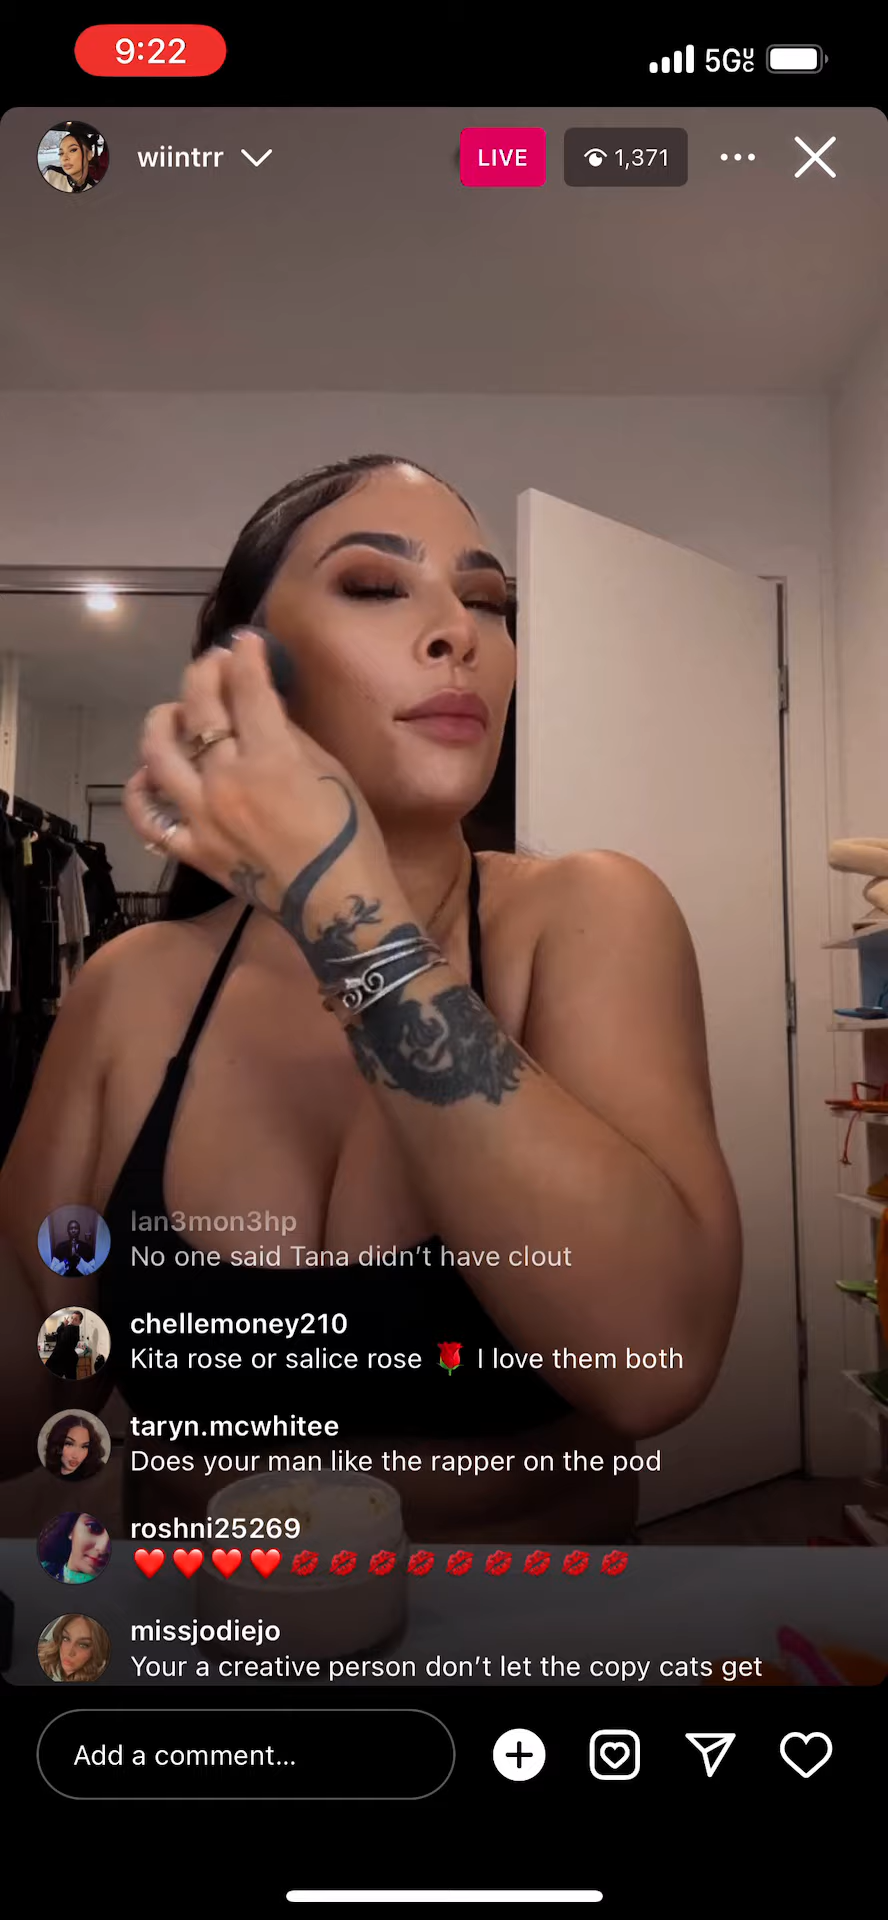 9:22
5GUC
wiintrr
LIVE
1,371
lan3mon3hp
No one said Tana didn’t have clout
chellemoney210
Kita rose or salice rose 🌹 I love them both
taryn.mcwhitee
Does your man like the rapper on the pod
roshni25269
❤️❤️❤️❤️💋💋💋💋💋💋💋💋💋
missjodiejo
Your a creative person don’t let the copy cats get
Add a comment...